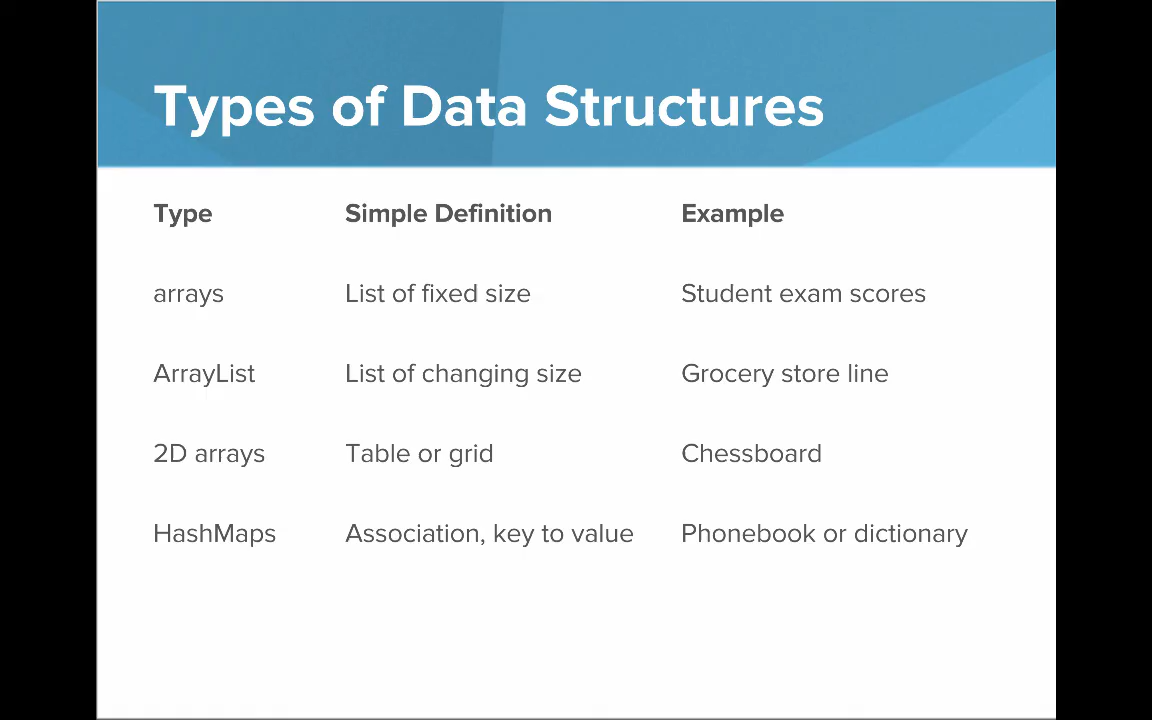 Types of Data Structures
Type Simple Definition Example
arrays List of fixed size Student exam scores
ArrayList List of changing size Grocery store line
2D arrays Table or grid Chessboard
HashMaps Association, key to value Phonebook or dictionary